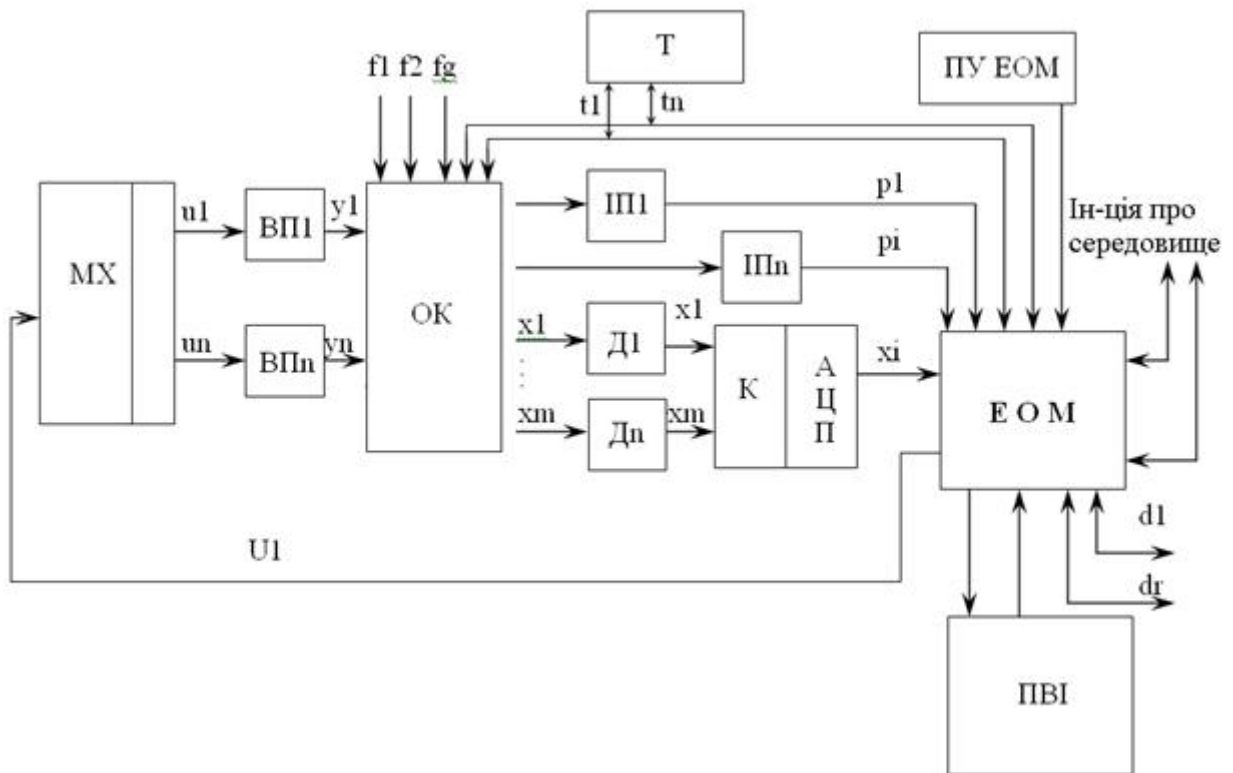 Т
ПУ ЕОМ
f1 f2 fg
t1
tn
ІП1
p1
Ін-ція про
середовище
МХ
u1
ВП1
y1
ОК
ІПn
pi
x1
Д1
x1
К
АЦП
xi
Е О М
un
ВПn
yn
xm
Дn
xm
d1
U1
dr
ПВІ